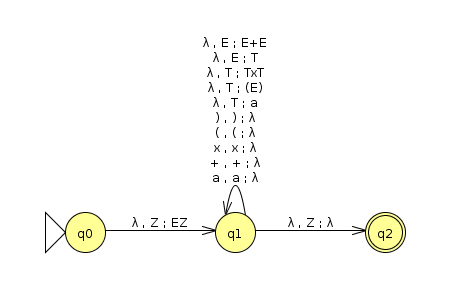 λ , E ; E+E
λ , E ; T
λ , T ; TxT
λ , T ; (E)
λ , T ; a
) , ) ; λ
( , ( ; λ
x , x ; λ
+ , + ; λ
a , a ; λ
q0 λ , Z ; EZ q1 λ , Z ; λ q2